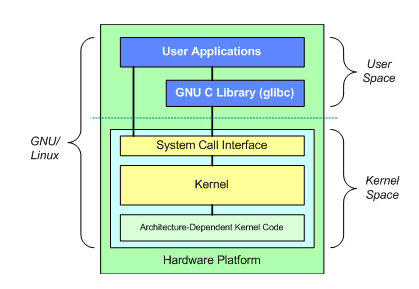 User Applications
GNU C Library (glibc)
User
Space
GNU/
Linux
System Call Interface
Kernel
Architecture-Dependent Kernel Code
Kernel
Space
Hardware Platform